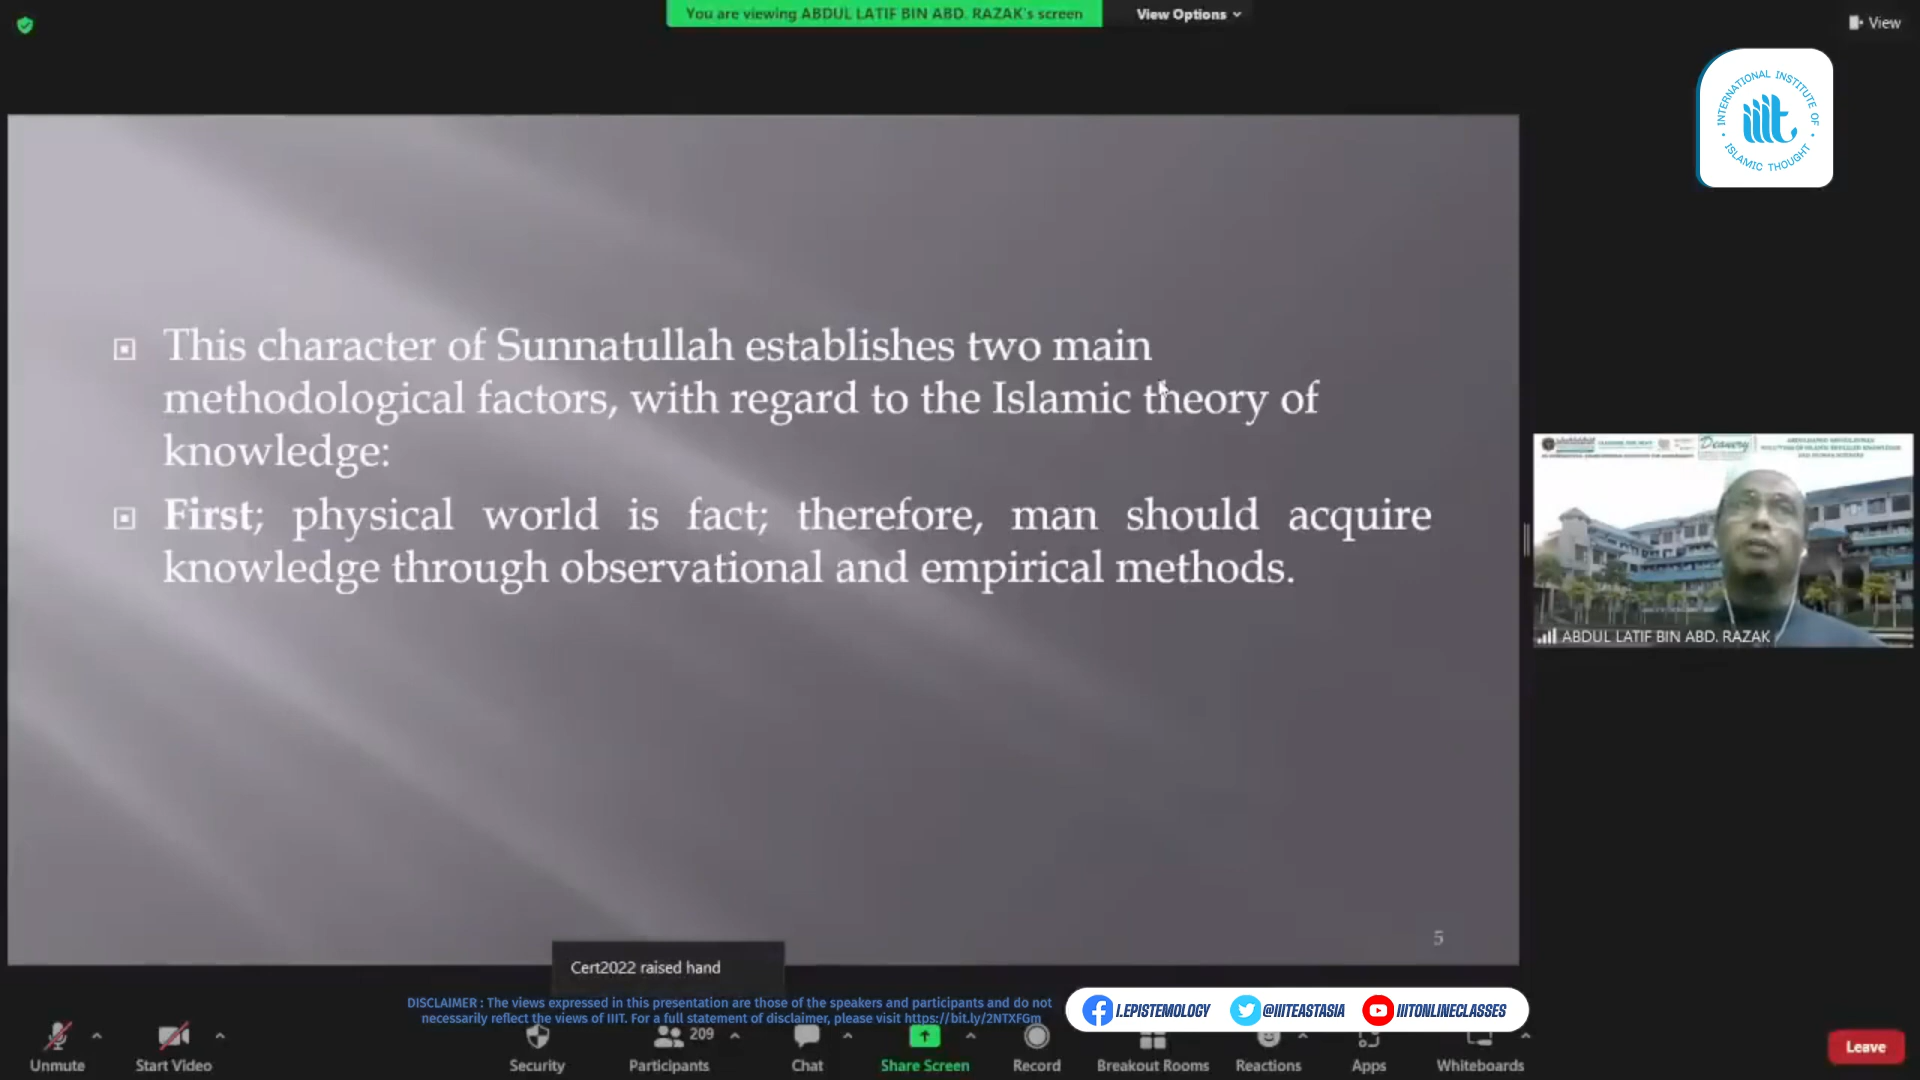 You are viewing ABDUL LATIF BIN ABD. RAZAK's screen
View Options
View
INTERNATIONAL INSTITUTE OF
iiit
ISLAMIC THOUGHT
This character of Sunnatullah establishes two main
methodological factors, with regard to the Islamic theory of
knowledge:
First; physical world is fact; therefore, man should acquire
knowledge through observational and empirical methods.
5
Deanery
ABDUL LATIF BIN ABD. RAZAK
Cert2022 raised hand
DISCLAIMER : The views expressed in this presentation are those of the speakers and participants and do not
necessarily reflect the views of IIIT. For a full statement of disclaimer, please visit https://bit.ly/2NTXFGm
I.EPISTEMOLOGY
@IIITEASTASIA
IIITONLINECLASSES
209
Unmute
Start Video
Security
Participants
Chat
Share Screen
Record
Breakout Rooms
Reactions
Apps
Whiteboards
Leave